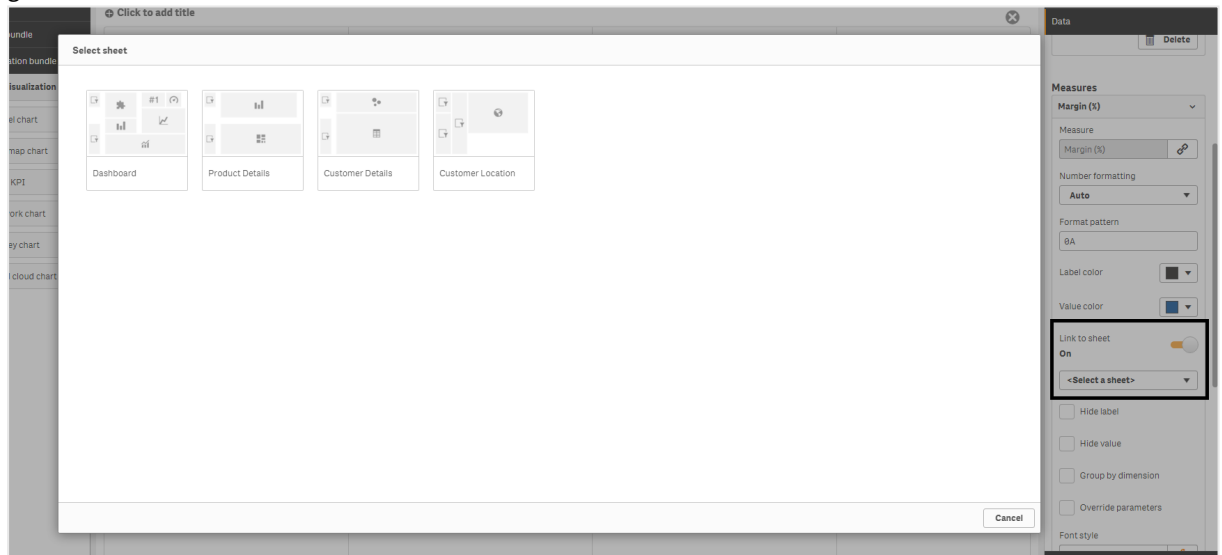 Click to add title
Data
undle
ation bundle
isualization
el chart
map chart
KPI
ork chart
ey chart
cloud chart
Select sheet
#1
Dashboard
Product Details
Customer Details
Customer Location
Cancel
Delete
Measures
Margin (%)
Measure
Margin (%)
Number formatting
Auto
Format pattern
0A
Label color
Value color
Link to sheet
On
<Select a sheet>
Hide label
Hide value
Group by dimension
Override parameters
Font style